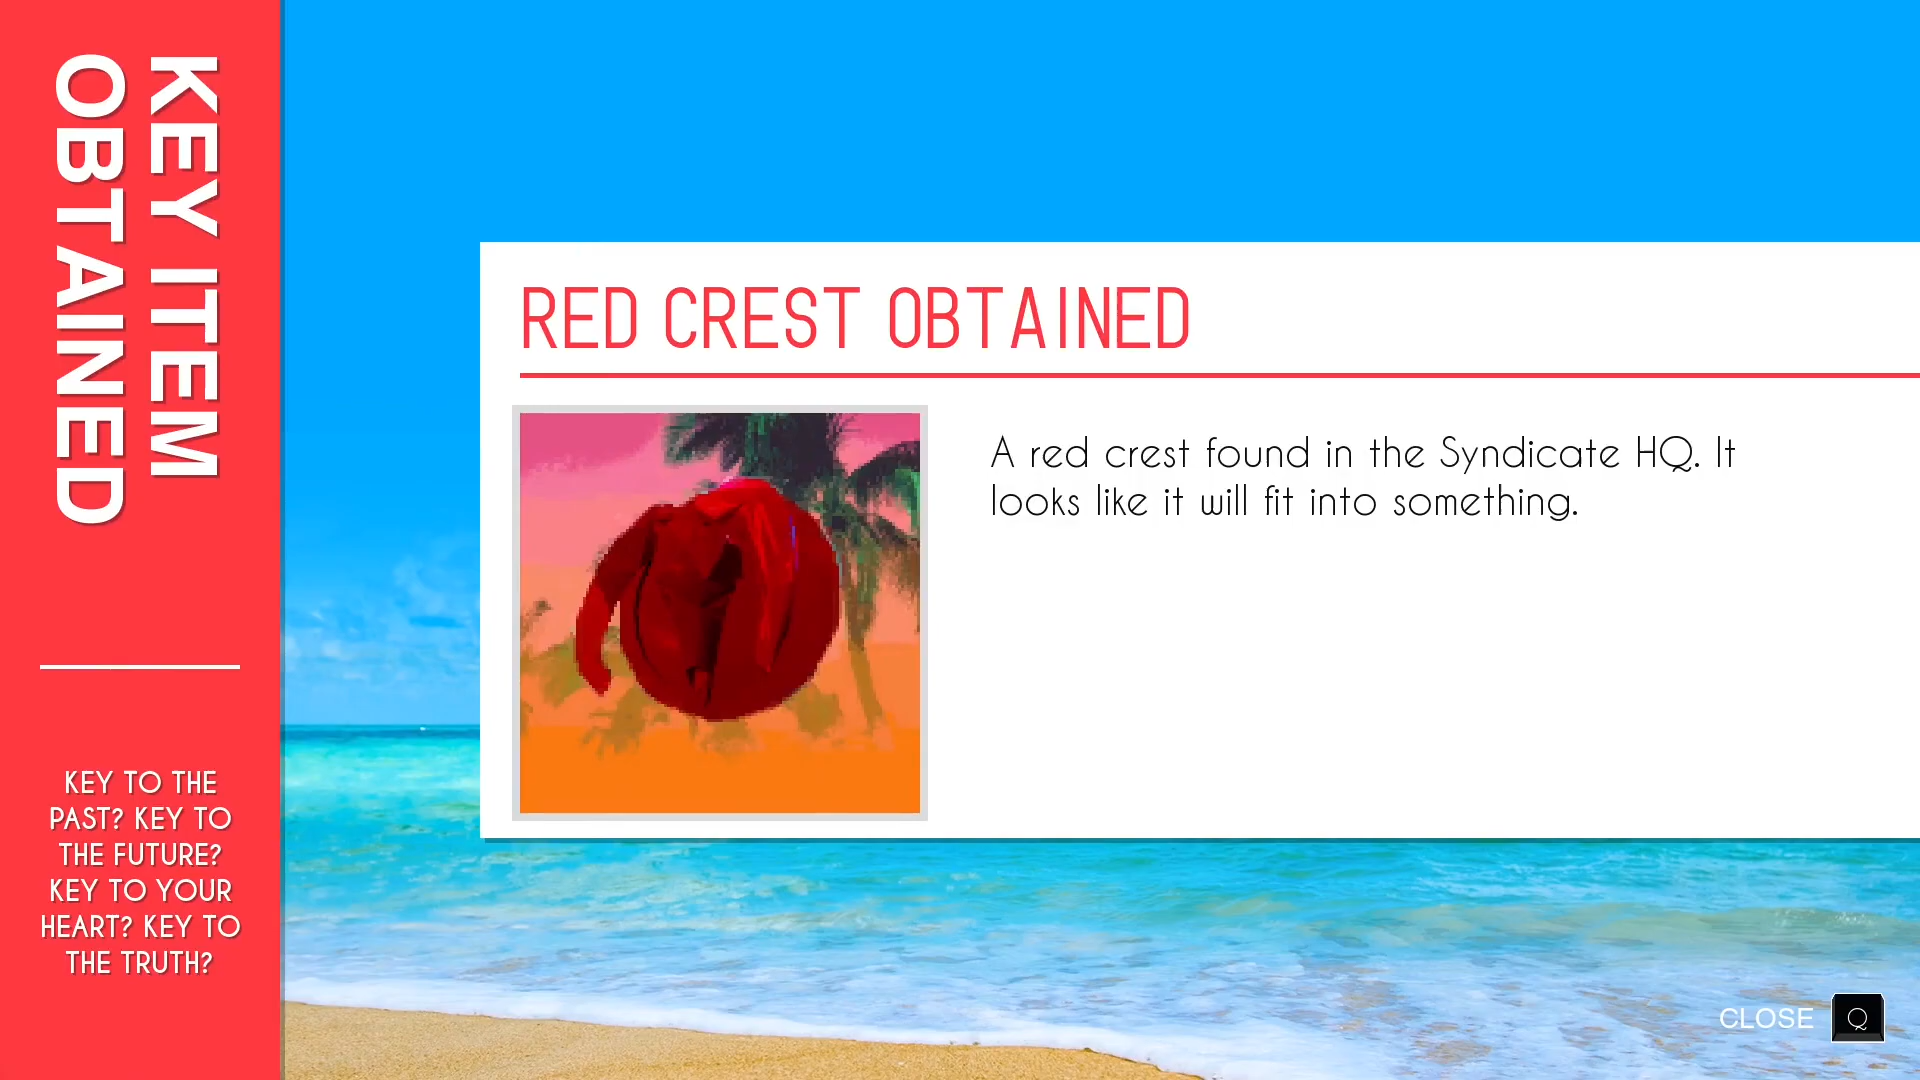 KEY ITEM
OBTAINED
KEY TO THE
PAST? KEY TO
THE FUTURE?
KEY TO YOUR
HEART? KEY TO
THE TRUTH?
RED CREST OBTAINED
A red crest found in the Syndicate HQ. It
looks like it will fit into something.
CLOSE Q